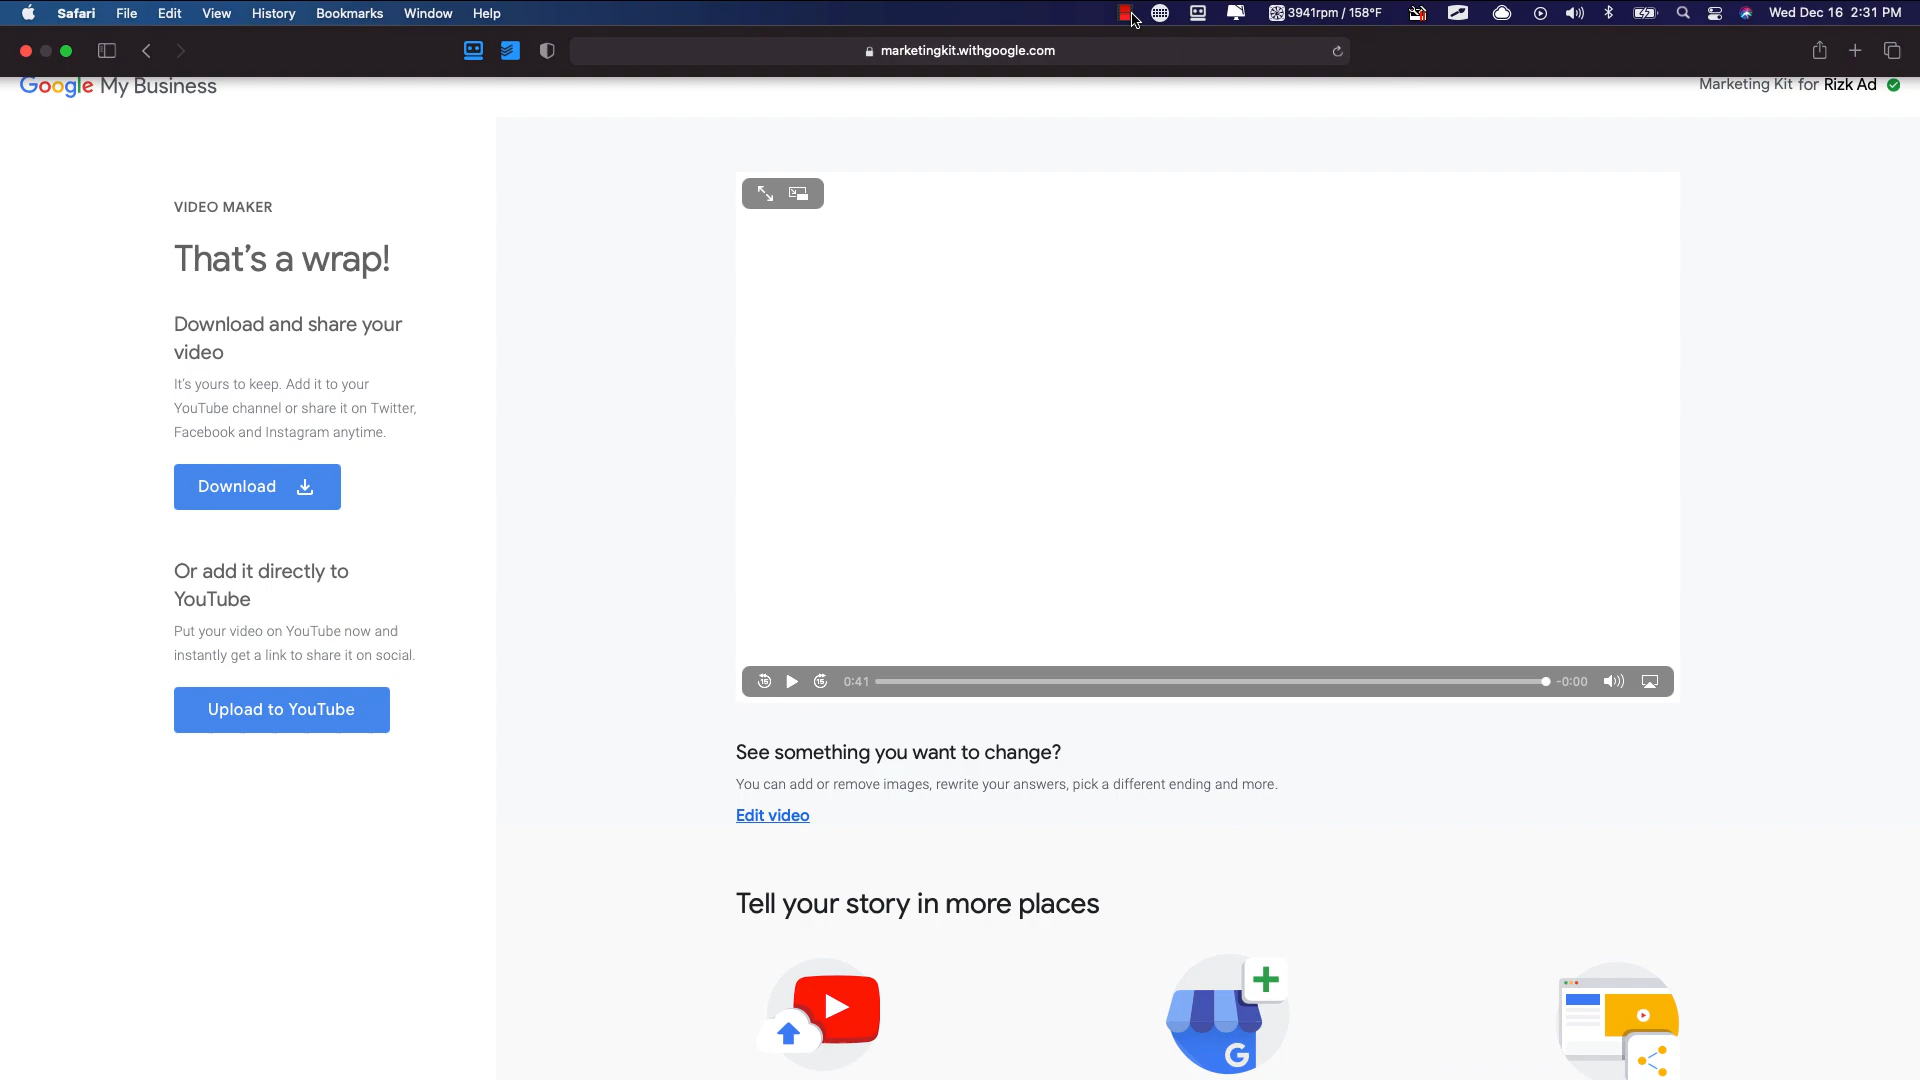 Safari File Edit View History Bookmarks Window Help 3941rpm / 158°F Wed Dec 16 2:31 PM
marketingkit.withgoogle.com
Google My Business Marketing Kit for Rizk Ad
VIDEO MAKER
That's a wrap!
Download and share your
video
It's yours to keep. Add it to your
YouTube channel or share it on Twitter,
Facebook and Instagram anytime.
Download
Or add it directly to
YouTube
Put your video on YouTube now and
instantly get a link to share it on social.
Upload to YouTube
15 15 0:41 -0:00
See something you want to change?
You can add or remove images, rewrite your answers, pick a different ending and more.
Edit video
Tell your story in more places
G